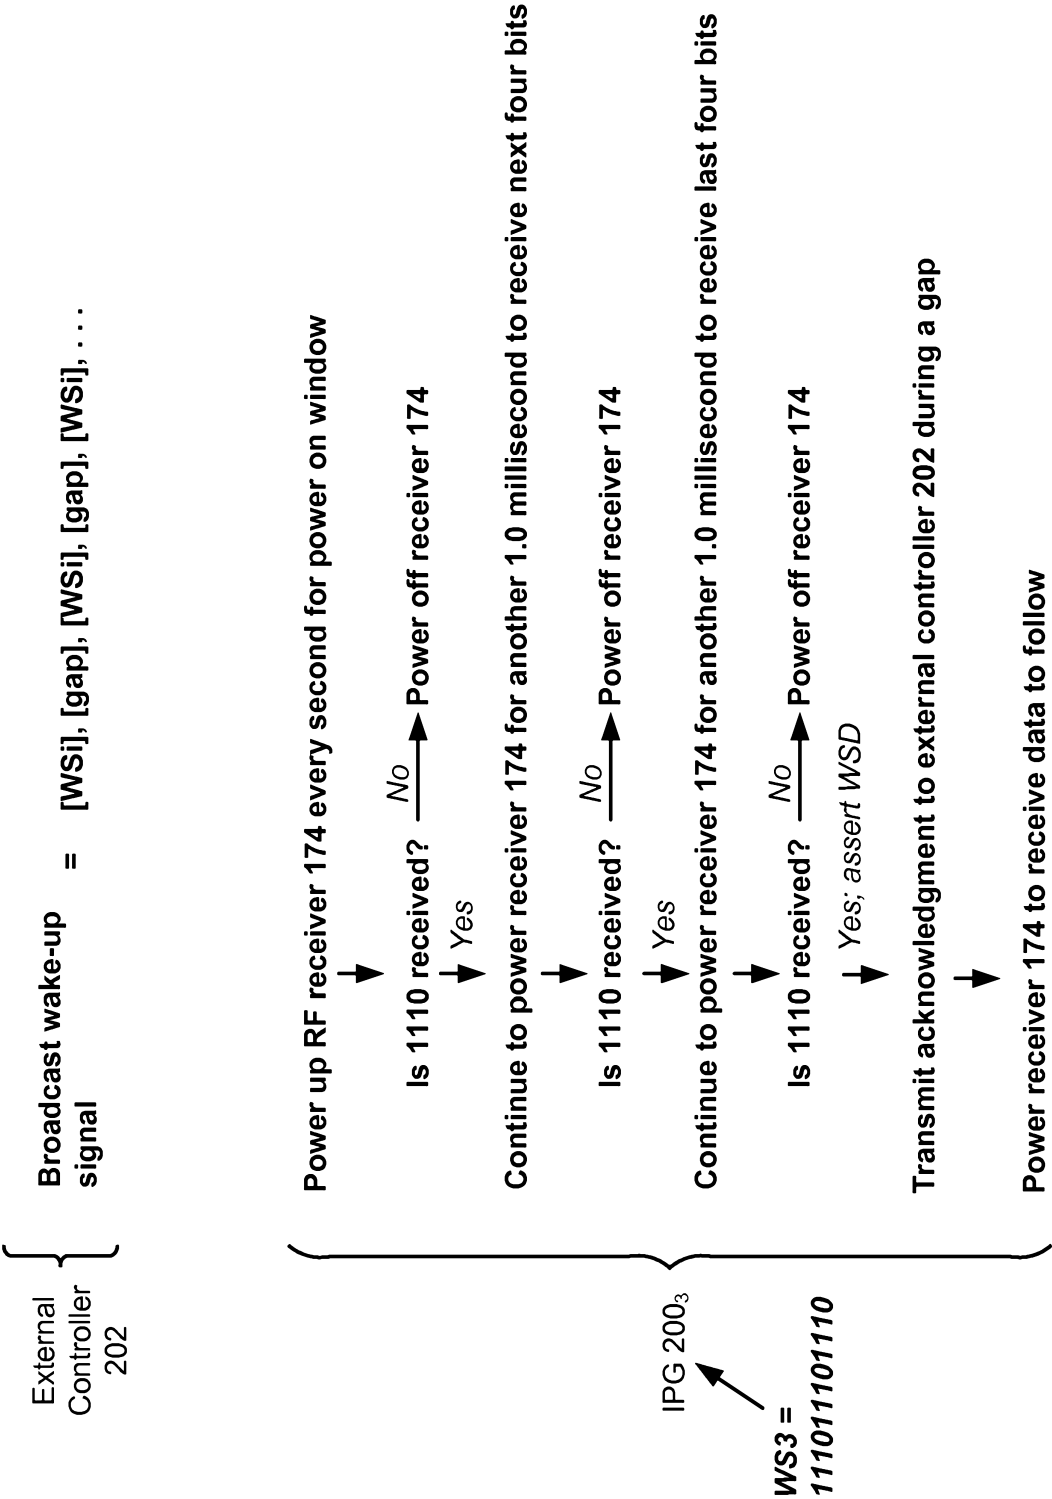 External
Controller
202
Broadcast wake-up
signal
=
[WSi], [gap], [WSi], [gap], [WSi], . . .
Power up RF receiver 174 every second for power on window
Is 1110 received?
No
Power off receiver 174
Yes
Continue to power receiver 174 for another 1.0 millisecond to receive next four bits
Is 1110 received?
No
Power off receiver 174
Yes
Continue to power receiver 174 for another 1.0 millisecond to receive last four bits
Is 1110 received?
No
Power off receiver 174
Yes; assert WSD
Transmit acknowledgment to external controller 202 during a gap
Power receiver 174 to receive data to follow
IPG 200₃
WS3 =
111011101110